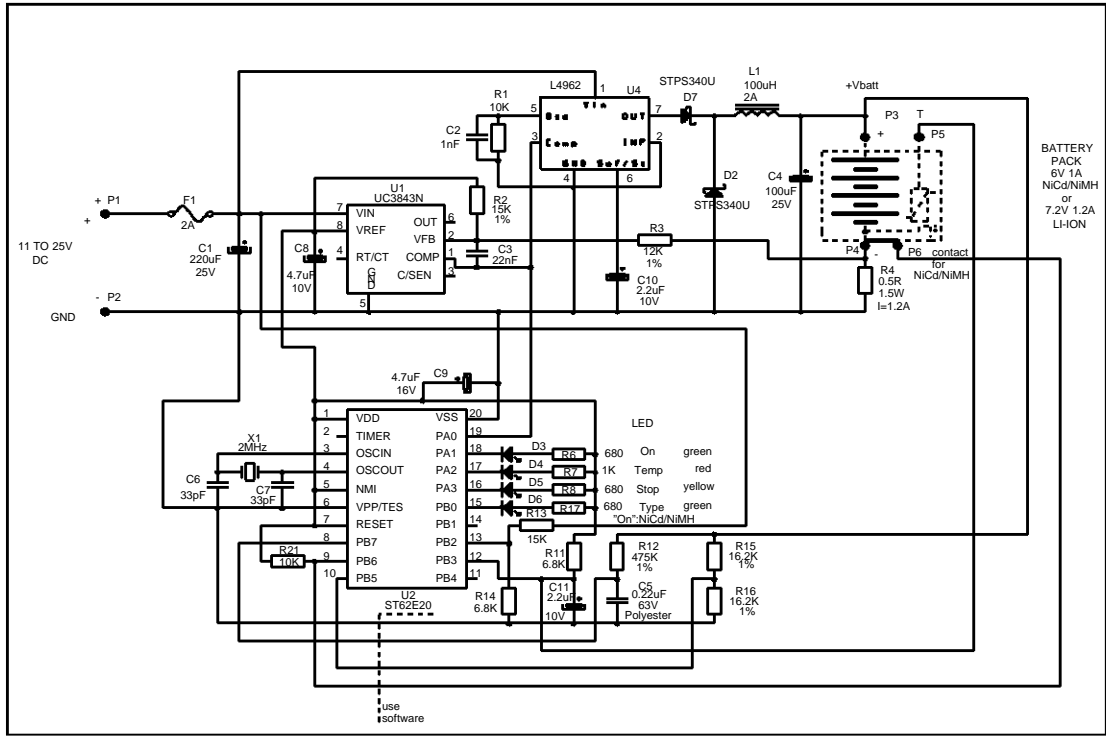 L4962
U4
1
Vin
5
Osc
OUT
7
3
Comp
INP
2
GND
Sof/St
4
6
R1
10K
C2
1nF
STPS340U
D7
L1
100uH
2A
+Vbatt
P3
+
T
P5
D2
STPS340U
C4
100uF
25V
BATTERY
PACK
6V 1A
NiCd/NiMH
or
7.2V 1.2A
LI-ION
P4
-
P6
contact
for
NiCd/NiMH
R4
0.5R
1.5W
I=1.2A
+ P1
+
F1
2A
11 TO 25V
DC
C1
220uF
25V
- P2
GND
U1
UC3843N
7
VIN
8
VREF
4
RT/CT
GND
5
OUT
6
VFB
2
COMP
1
C/SEN
3
C8
4.7uF
10V
R2
15K
1%
C3
22nF
R3
12K
1%
C10
2.2uF
10V
4.7uF
16V
C9
1
VDD
VSS
20
2
TIMER
PA0
19
3
OSCIN
PA1
18
4
OSCOUT
PA2
17
5
NMI
PA3
16
6
VPP/TES
PB0
15
7
RESET
PB1
14
8
PB7
PB2
13
9
PB6
PB3
12
10
PB5
PB4
11
U2
ST62E20
X1
2MHz
C6
33pF
C7
33pF
R21
10K
LED
D3
R6
680
On
green
D4
R7
1K
Temp
red
D5
R8
680
Stop
yellow
D6
R17
680
Type
green
"On":NiCd/NiMH
R13
15K
R14
6.8K
R11
6.8K
C11
2.2uF
10V
R12
475K
1%
C5
0.22uF
63V
Polyester
R15
16.2K
1%
R16
16.2K
1%
use
software